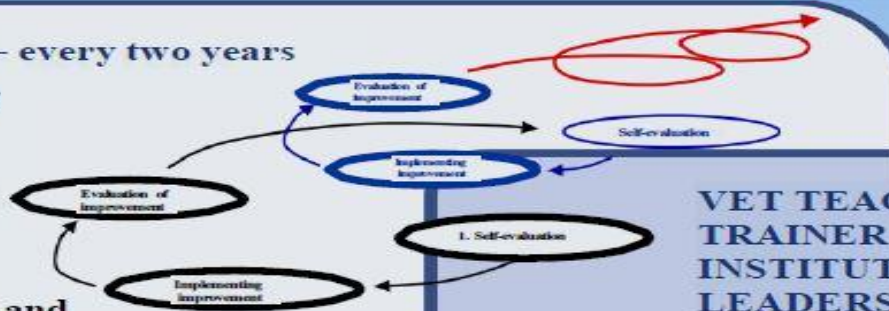 - every two years
Evaluation of
improvement
Self-evaluation
Implementing
improvement
Evaluation of
improvement
1. Self-evaluation
Implementing
improvement
and
VET TEAC
TRAINER
INSTITUT
LEADERS